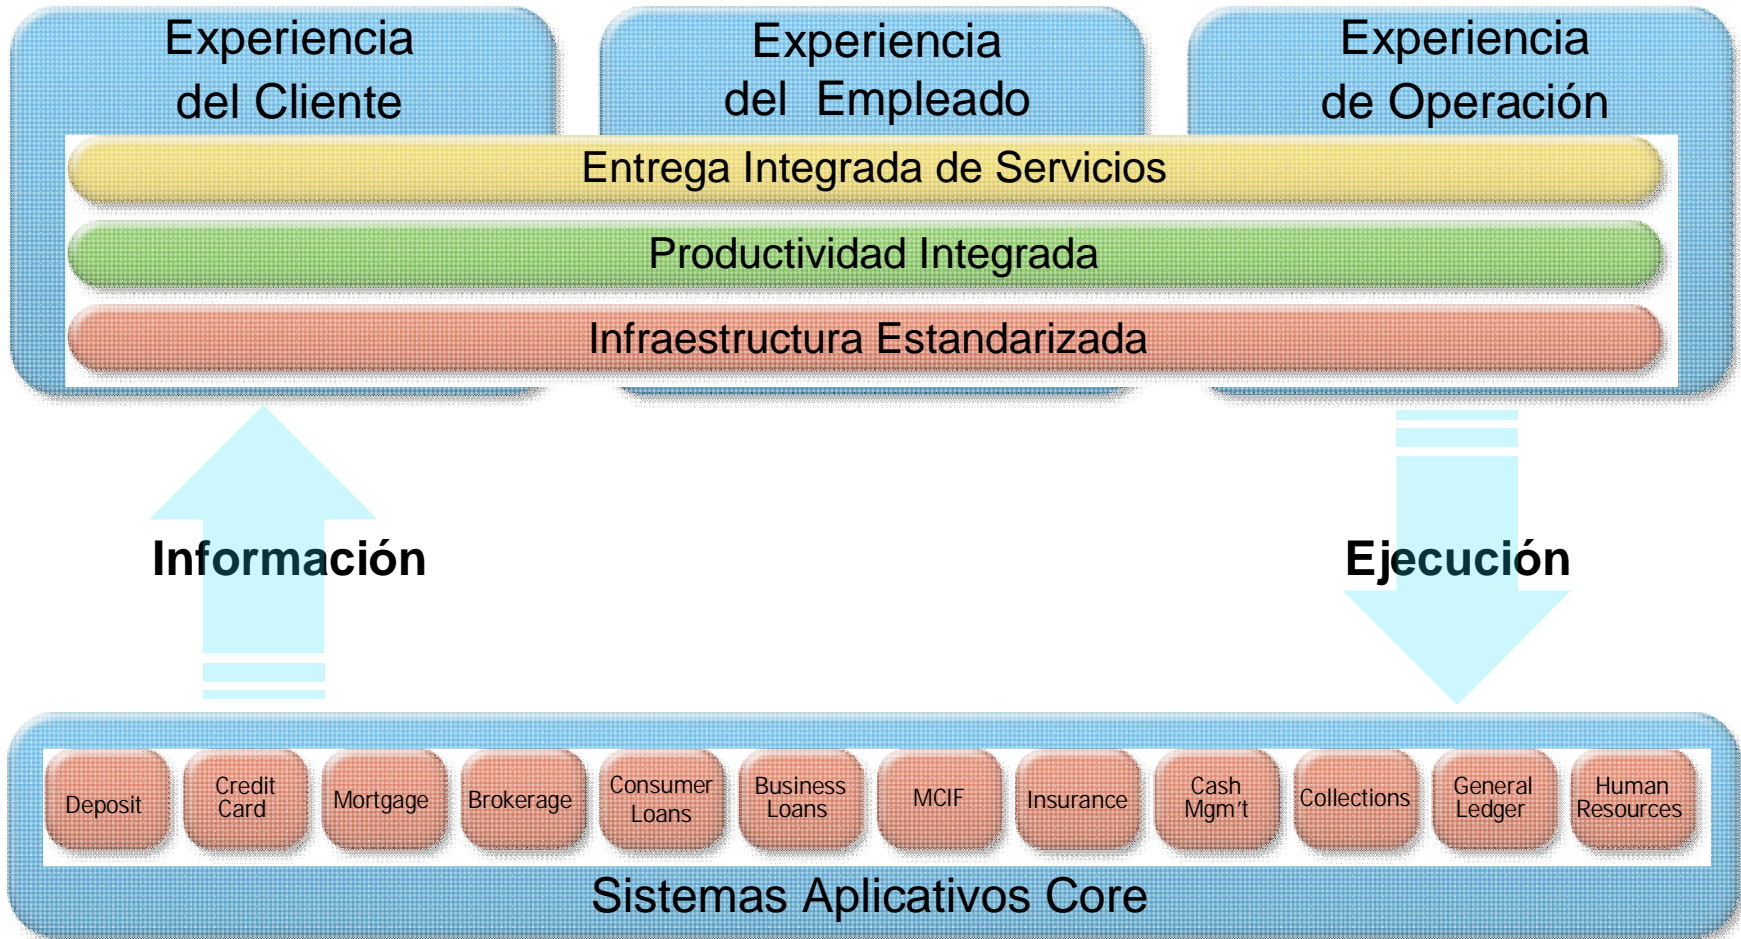 Experiencia
del Cliente
Experiencia
del Empleado
Experiencia
de Operación
Entrega Integrada de Servicios
Productividad Integrada
Infraestructura Estandarizada
Información
Ejecución
Deposit
Credit
Card
Mortgage
Brokerage
Consumer
Loans
Business
Loans
MCIF
Insurance
Cash
Mgm't
Collections
General
Ledger
Human
Resources
Sistemas Aplicativos Core